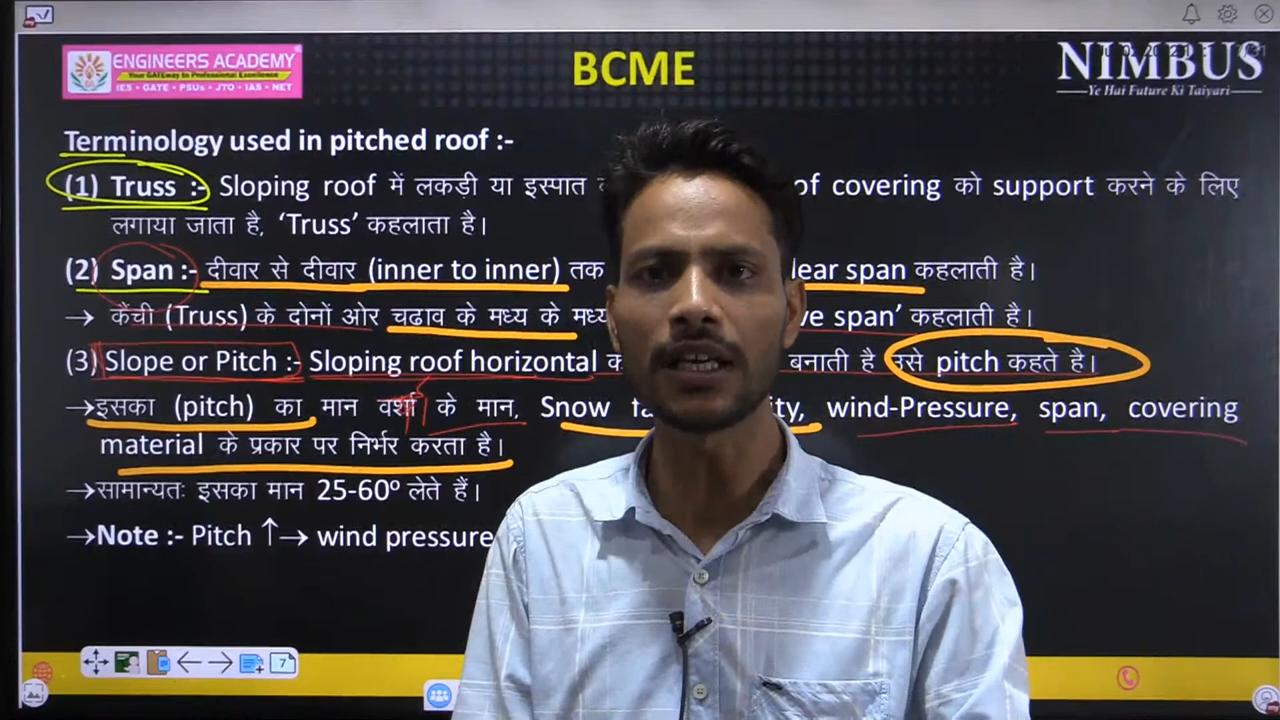 ENGINEERS ACADEMY
Your GATEway to Professional Excellence
IES • GATE • PSUs • JTO • IAS • NET
BCME
NIMBUS
Ye Hai Future Ki Taiyari
Terminology used in pitched roof :-
(1) Truss :- Sloping roof में लकड़ी या इस्पात of covering को support करने के लिए
लगाया जाता है, ‘Truss’ कहलाता है।
(2) Span :- दीवार से दीवार (inner to inner) तक lear span कहलाती है।
→ कैंची (Truss) के दोनों ओर चढाव के मध्य के मध्य ve span’ कहलाता है।
(3) Slope or Pitch :- Sloping roof horizontal बनाती है उसे pitch कहते है।
→इसका (pitch) का मान वर्षा के मान, Snow fa ty, wind-Pressure, span, covering
material के प्रकार पर निर्भर करता है।
→सामान्यतः इसका मान 25-60º लेते हैं।
→Note :- Pitch ↑→ wind pressure
7